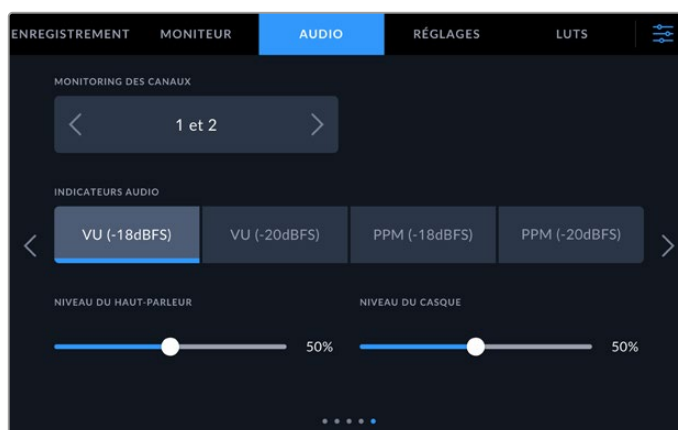 ENREGISTREMENT MONITEUR AUDIO RÉGLAGES LUTS
MONITORING DES CANAUX
1 et 2
INDICATEURS AUDIO
VU (-18dBFS) VU (-20dBFS) PPM (-18dBFS) PPM (-20dBFS)
NIVEAU DU HAUT-PARLEUR NIVEAU DU CASQUE
50% 50%